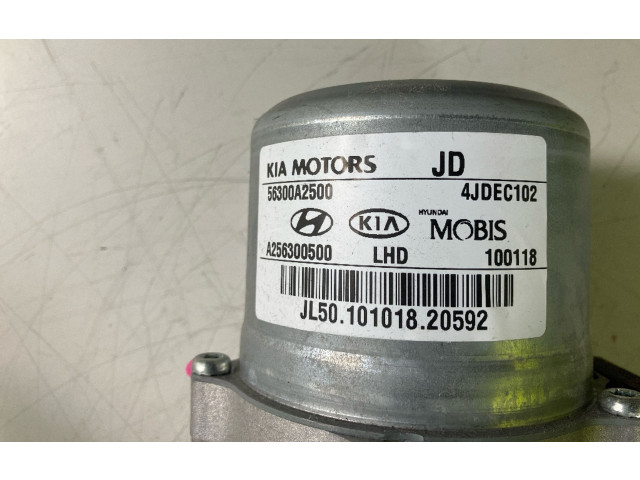 KIA MOTORS JD
56300A2500 4JDEC102
KIA HYUNDAI MOBIS
A256300500 LHD 100118
JL50.101018.20592